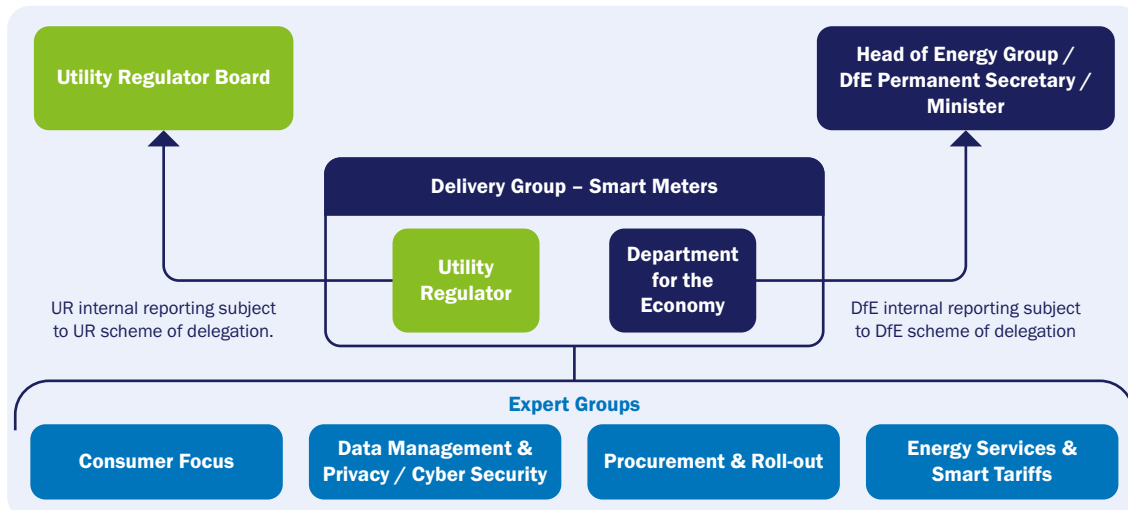 Utility Regulator Board
Head of Energy Group /
DfE Permanent Secretary /
Minister
Delivery Group – Smart Meters
Utility
Regulator
Department
for the
Economy
UR internal reporting subject
to UR scheme of delegation.
DfE internal reporting subject
to DfE scheme of delegation
Expert Groups
Consumer Focus
Data Management &
Privacy / Cyber Security
Procurement & Roll-out
Energy Services &
Smart Tariffs